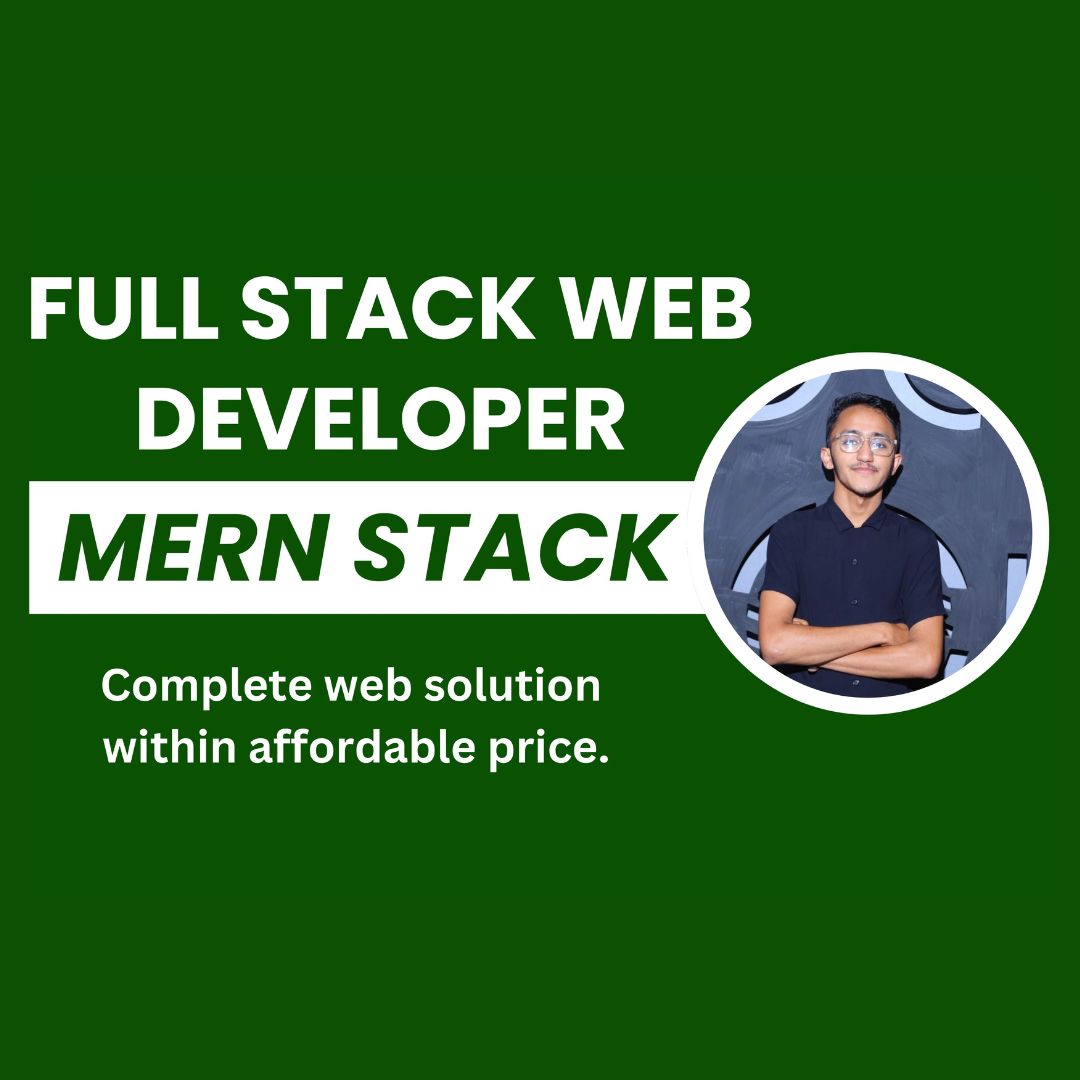 FULL STACK WEB
DEVELOPER
MERN STACK
Complete web solution
within affordable price.